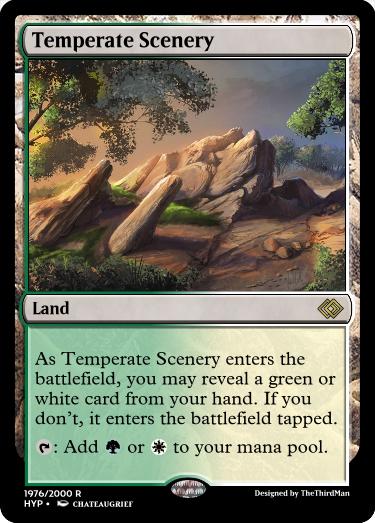 Temperate Scenery
Land
As Temperate Scenery enters the
battlefield, you may reveal a green or
white card from your hand. If you
don't, it enters the battlefield tapped.
: Add or to your mana pool.
1976/2000 R
HYP • CHATEAUGRIEF
Designed by TheThirdMan